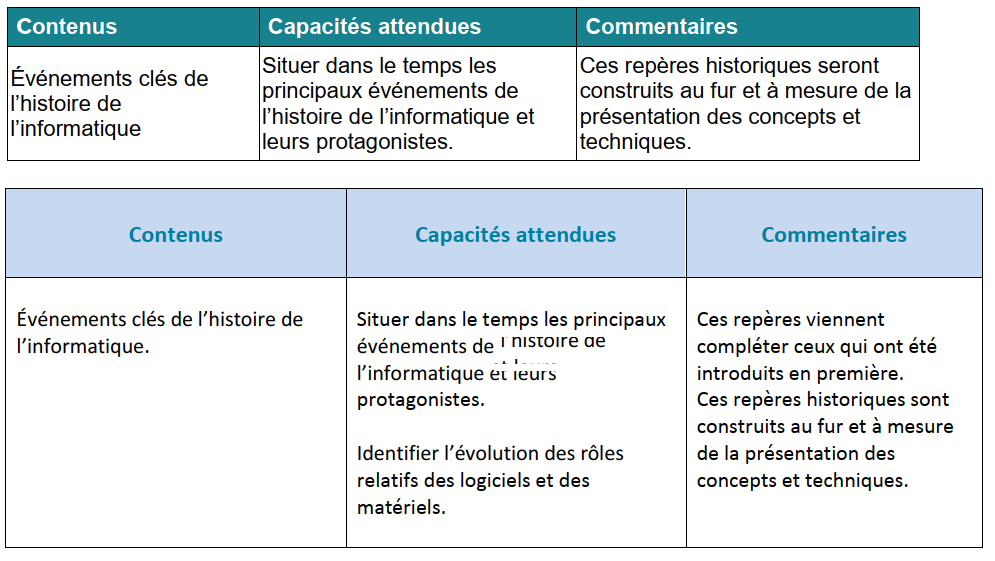 Contenus
Capacités attendues
Commentaires
Événements clés de
l'histoire de
l'informatique
Situer dans le temps les
principaux événements de
l'histoire de l'informatique et
leurs protagonistes.
Ces repères historiques seront
construits au fur et à mesure de la
présentation des concepts et
techniques.
Contenus
Capacités attendues
Commentaires
Événements clés de l'histoire de
l'informatique.
Situer dans le temps les principaux
événements de l'histoire de
l'informatique et leurs
protagonistes.
Identifier l'évolution des rôles
relatifs des logiciels et des
matériels.
Ces repères viennent
compléter ceux qui ont été
introduits en première.
Ces repères historiques sont
construits au fur et à mesure
de la présentation des
concepts et techniques.